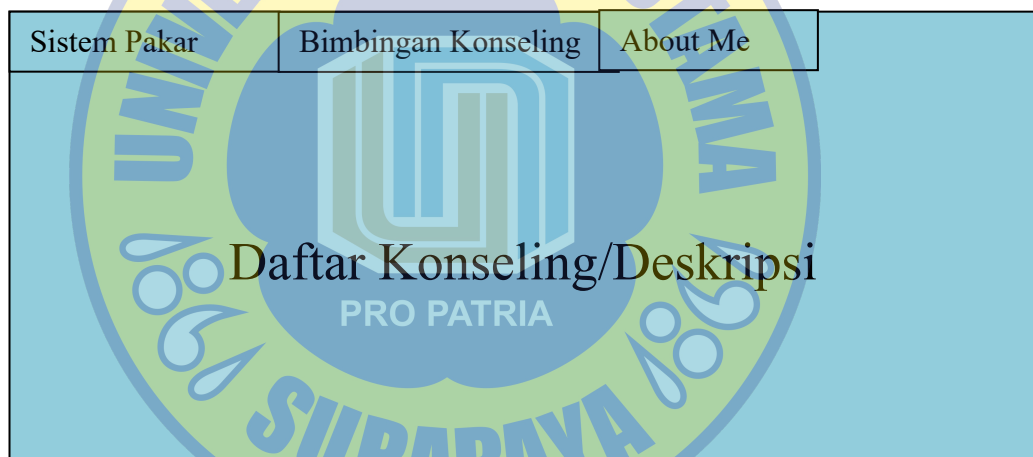 Sistem Pakar Bimbingan Konseling About Me
Daftar Konseling/Deskripsi
PRO PATRIA
SURABAYA